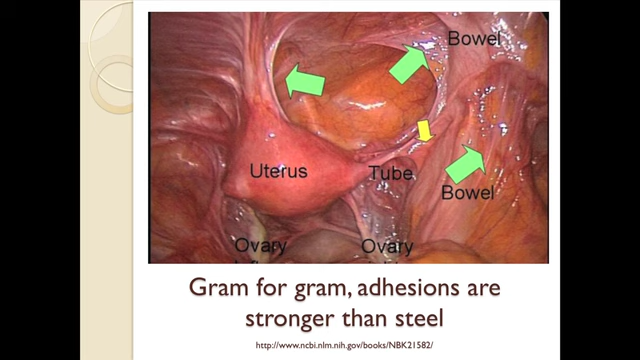 Bowel
Uterus
Tube
Bowel
Ovary
Ovary
Gram for gram, adhesions are
stronger than steel
http://www.ncbi.nlm.nih.gov/books/NBK21582/